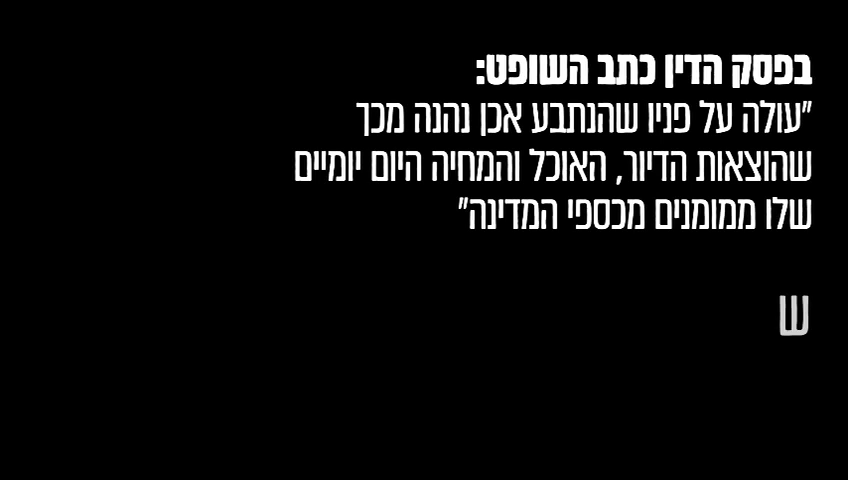 בפסק הדין כתב השופט:
"עולה על פניו שהנתבע אכן נהנה מכך
שהוצאות הדיור, האוכל והמחיה היום יומיים
שלו ממומנים מכספי המדינה"
ש